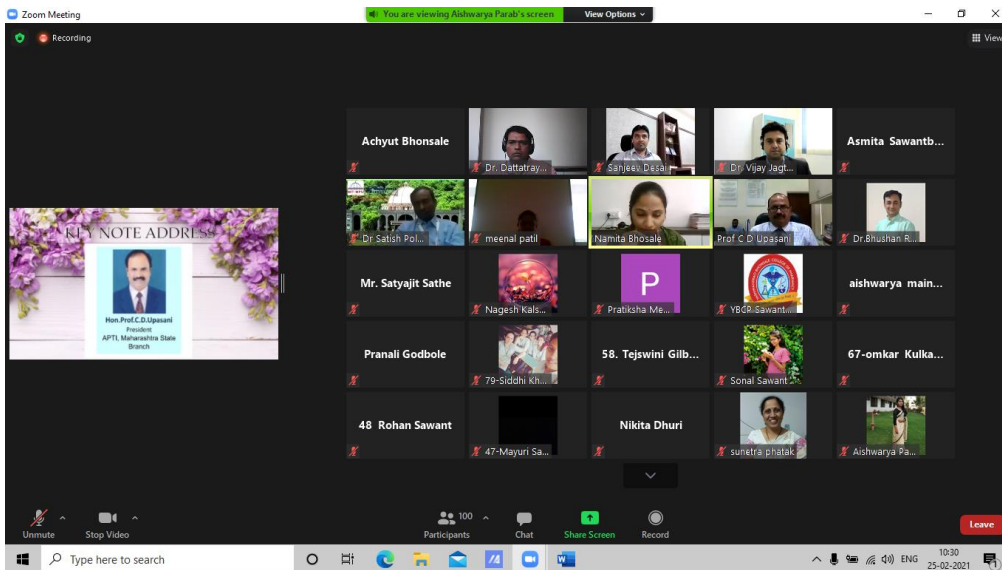 Zoom Meeting
You are viewing Aishwarya Parab's screen
View Options
Recording
View
KEY NOTE ADDRESS
Hon.Prof.C.D.Upasani
President
APTI, Maharashtra State
Branch
Achyut Bhonsale
Dr. Dattatray...
Sanjeev Desai
Dr. Vijay Jagt...
Asmita Sawantb...
Dr Satish Pol...
meenal patil
Namita Bhosale
Prof C D Upasani
Dr.Bhushan R...
Mr. Satyajit Sathe
Nagesh Kals...
P
Pratiksha Me...
YBCP Sawant...
aishwarya main...
Pranali Godbole
79-Siddhi Kh...
58. Tejswini Gilb...
Sonal Sawant
67-omkar Kulka...
48 Rohan Sawant
47-Mayuri Sa...
Nikita Dhuri
sunetra phatak
Aishwarya Pa...
Unmute
Stop Video
Participants
100
Chat
Share Screen
Record
Leave
Type here to search
ENG
10:30
25-02-2021